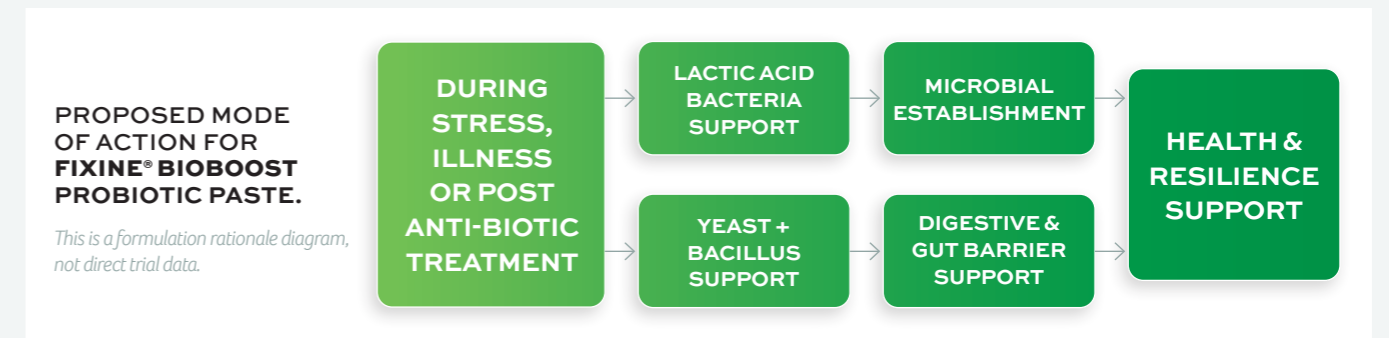 PROPOSED MODE
OF ACTION FOR
FIXINE® BIOBOOST
PROBIOTIC PASTE.
This is a formulation rationale diagram,
not direct trial data.
DURING
STRESS,
ILLNESS
OR POST
ANTI-BIOTIC
TREATMENT
LACTIC ACID
BACTERIA
SUPPORT
MICROBIAL
ESTABLISHMENT
YEAST +
BACILLUS
SUPPORT
DIGESTIVE &
GUT BARRIER
SUPPORT
HEALTH &
RESILIENCE
SUPPORT